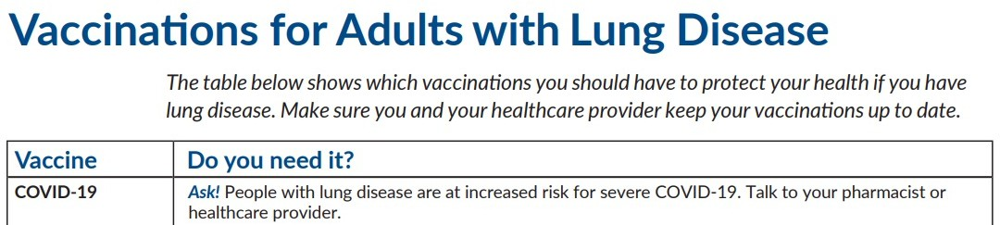 Vaccinations for Adults with Lung Disease
The table below shows which vaccinations you should have to protect your health if you have
lung disease. Make sure you and your healthcare provider keep your vaccinations up to date.
Vaccine Do you need it?
COVID-19 Ask! People with lung disease are at increased risk for severe COVID-19. Talk to your pharmacist or
healthcare provider.